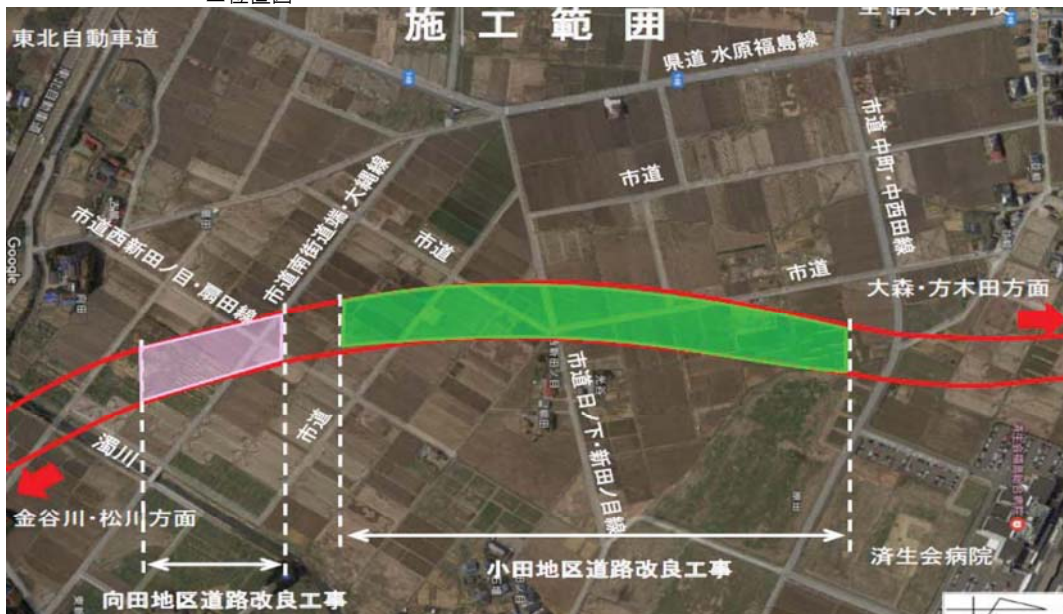 施工範囲
東北自動車道
県道 水原福島線
市道 中町・中西田線
市道
市道南街道端・大縄線
市道西新田ノ目・扇田線
市道
市道
大森・方木田方面
Google
市道
市道 日ノ下・新田ノ目線
濁川
金谷川・松川方面
小田地区道路改良工事
済生会病院
向田地区道路改良工事